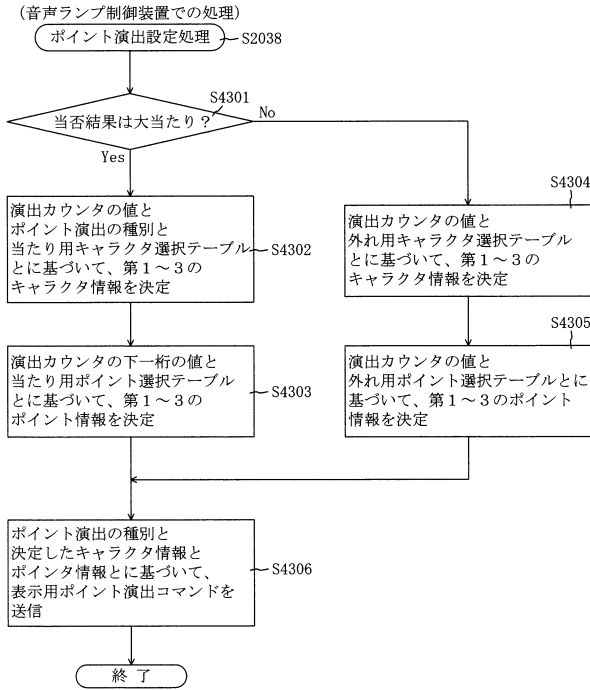 (音声ランプ制御装置での処理)
ポイント演出設定処理
S2038
S4301
当否結果は大当たり？
No
Yes
演出カウンタの値と
ポイント演出の種別と
当たり用キャラクタ選択テーブル
とに基づいて、第1～3の
キャラクタ情報を決定
S4302
S4304
演出カウンタの値と
外れ用キャラクタ選択テーブル
とに基づいて、第1～3の
キャラクタ情報を決定
演出カウンタの下一桁の値と
当たり用ポイント選択テーブル
とに基づいて、第1～3の
ポイント情報を決定
S4303
S4305
演出カウンタの値と
外れ用ポイント選択テーブルとに
基づいて、第1～3のポイント
情報を決定
ポイント演出の種別と
決定したキャラクタ情報と
ポインタ情報とに基づいて、
表示用ポイント演出コマンドを
送信
S4306
終了